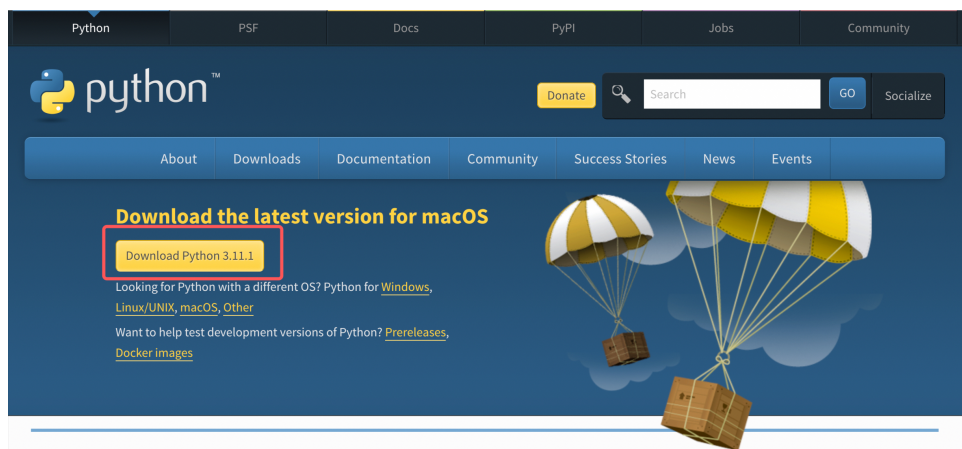 Python PSF Docs PyPI Jobs Community
python™
Donate Search GO Socialize
About Downloads Documentation Community Success Stories News Events
Download the latest version for macOS
Download Python 3.11.1
Looking for Python with a different OS? Python for Windows,
Linux/UNIX, macOS, Other
Want to help test development versions of Python? Prereleases,
Docker images